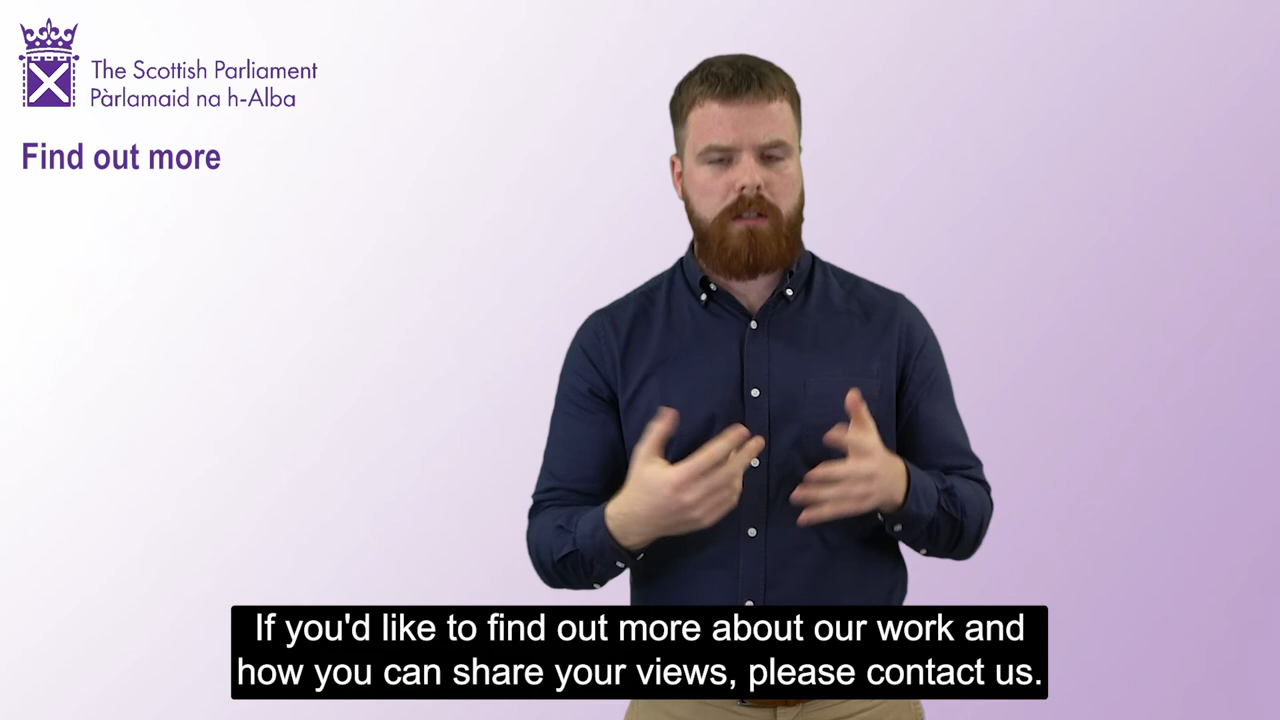 The Scottish Parliament
Pàrlamaid na h-Alba
Find out more
If you'd like to find out more about our work and
how you can share your views, please contact us.